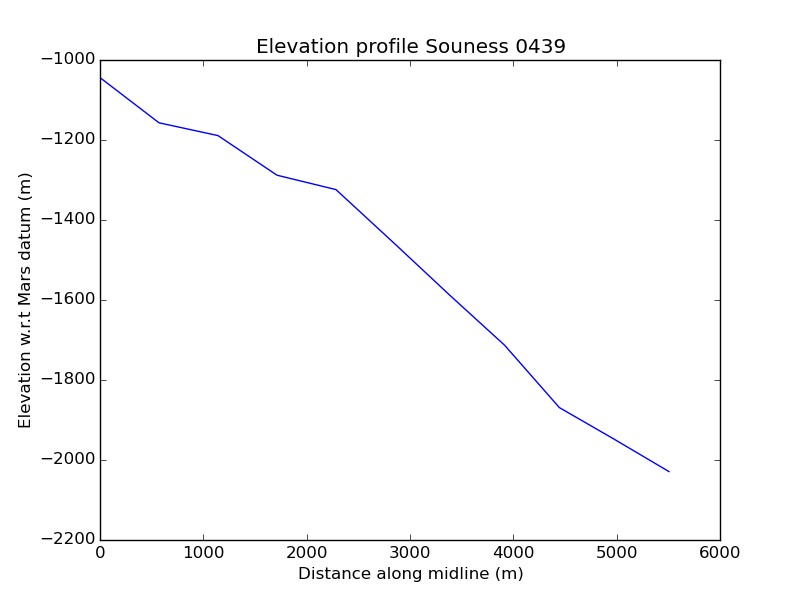 Elevation profile Souness 0439
−1000
−1200
−1400
−1600
−1800
−2000
−2200
Elevation w.r.t Mars datum (m)
0 1000 2000 3000 4000 5000 6000
Distance along midline (m)